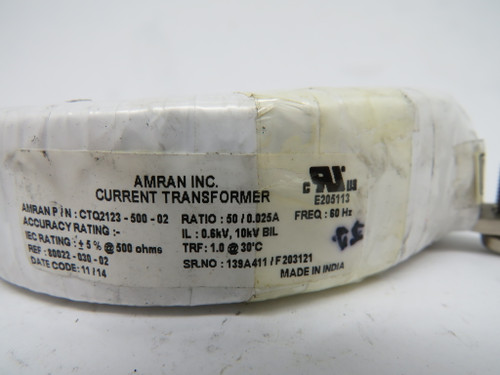 AMRAN INC.
CURRENT TRANSFORMER
AMRAN P I N : CTQ2123 - 500 - 02
ACCURACY RATING :-
IEC RATING : ± 5 % @ 500 ohms
REF : 80022 - 030 - 02
DATE CODE : 11 / 14
RATIO : 50 / 0.025A
IL : 0.6kV, 10kV BIL
TRF : 1.0 @ 30°C
SR.NO : 139A411 / F203121
c RU us
E205113
FREQ : 60 Hz
MADE IN INDIA